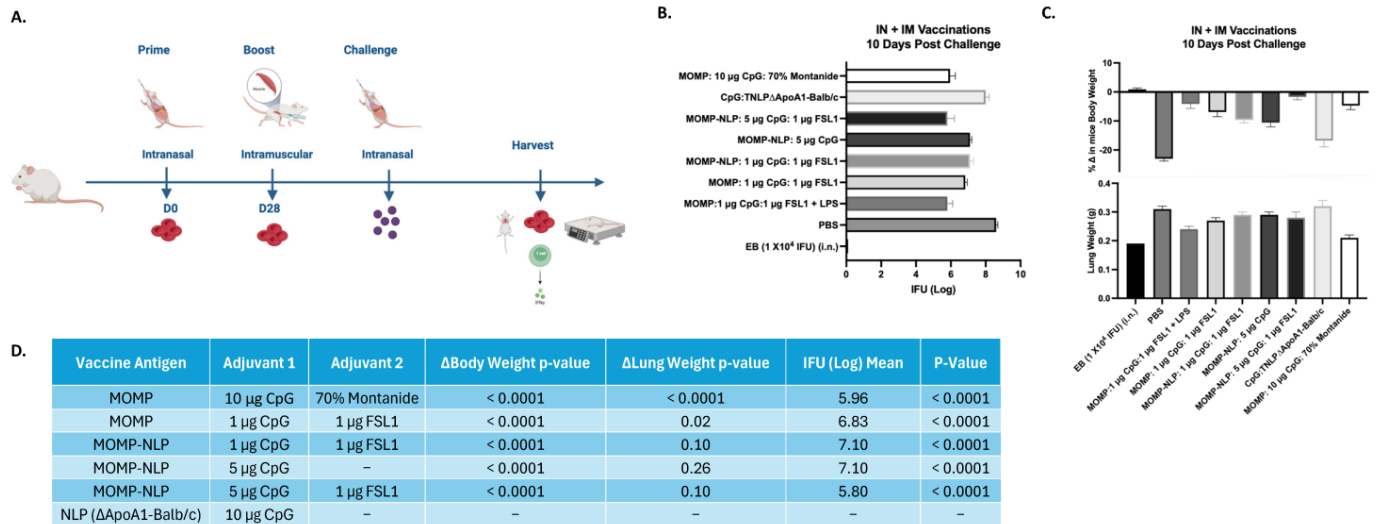 A.
Prime
Boost
Challenge
Muscle
Intranasal
Intramuscular
Intranasal
Harvest
D0
D28
T cell
IFNγ
B.
IN + IM Vaccinations
10 Days Post Challenge
MOMP: 10 µg CpG: 70% Montanide
CpG:TNLPΔApoA1-Balb/c
MOMP-NLP: 5 µg CpG: 1 µg FSL1
MOMP-NLP: 5 µg CpG
MOMP-NLP: 1 µg CpG: 1 µg FSL1
MOMP: 1 µg CpG: 1 µg FSL1
MOMP:1 µg CpG:1 µg FSL1 + LPS
PBS
EB (1 X10⁴ IFU) (i.n.)
0 2 4 6 8 10
IFU (Log)
C.
IN + IM Vaccinations
10 Days Post Challenge
% Δ in mice Body Weight
10
0
-10
-20
Lung Weight (g)
0.4
0.3
0.2
0.1
0.0
EB (1 X10⁴ IFU) (i.n.)
PBS
MOMP:1 µg CpG:1 µg FSL1 + LPS
MOMP: 1 µg CpG: 1 µg FSL1
MOMP-NLP: 1 µg CpG: 1 µg FSL1
MOMP-NLP: 5 µg CpG
MOMP-NLP: 5 µg CpG: 1 µg FSL1
CpG:TNLPΔApoA1-Balb/c
MOMP: 10 µg CpG: 70% Montanide
D.
Vaccine Antigen Adjuvant 1 Adjuvant 2 ΔBody Weight p-value ΔLung Weight p-value IFU (Log) Mean P-Value
MOMP 10 µg CpG 70% Montanide < 0.0001 < 0.0001 5.96 < 0.0001
MOMP 1 µg CpG 1 µg FSL1 < 0.0001 0.02 6.83 < 0.0001
MOMP-NLP 1 µg CpG 1 µg FSL1 < 0.0001 0.10 7.10 < 0.0001
MOMP-NLP 5 µg CpG – < 0.0001 0.26 7.10 < 0.0001
MOMP-NLP 5 µg CpG 1 µg FSL1 < 0.0001 0.10 5.80 < 0.0001
NLP (ΔApoA1-Balb/c) 10 µg CpG – – – – –